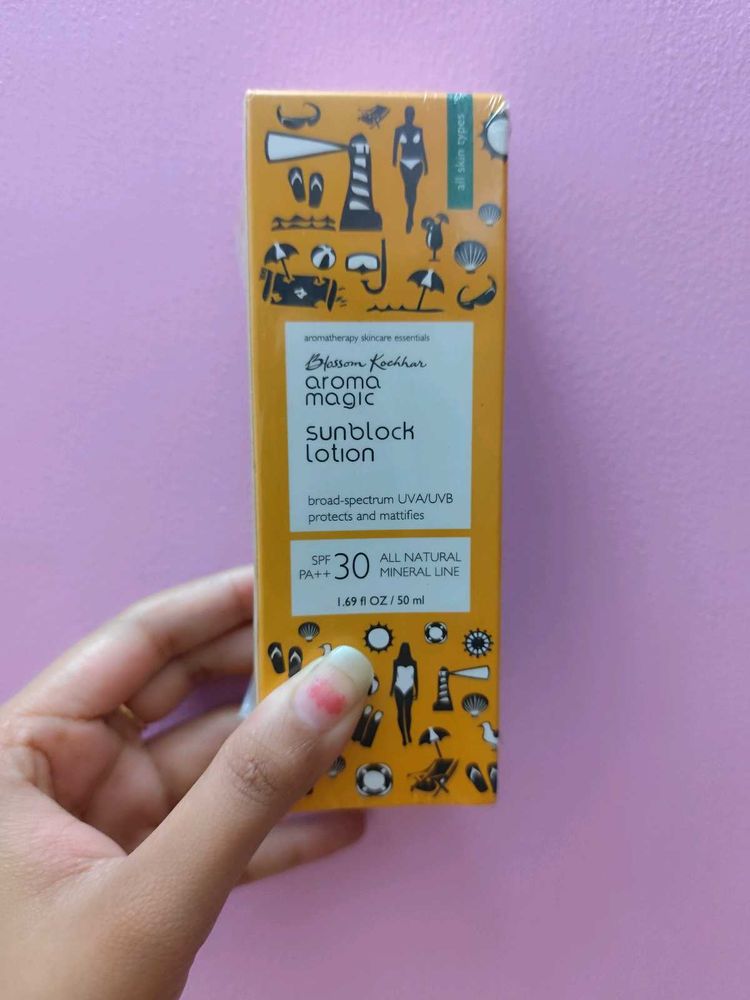 all skin types
aromatherapy skincare essentials
Blossom Kochhar
aroma
magic
sunblock
lotion
broad-spectrum UVA/UVB
protects and mattifies
SPF 30 ALL NATURAL
PA++ MINERAL LINE
1.69 fl OZ / 50 ml